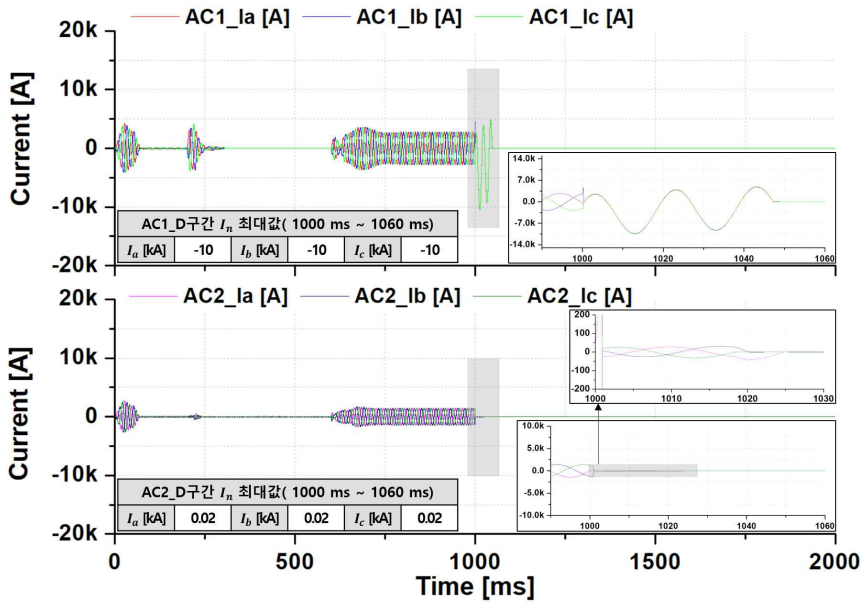 AC1_Ia [A] AC1_Ib [A] AC1_Ic [A]
20k
10k
0
-10k
-20k
Current [A]
14.0k
7.0k
0.0
-7.0k
-14.0k
1000 1020 1040 1060
AC1_D구간 In 최대값( 1000 ms ~ 1060 ms)
Ia [kA] -10 Ib [kA] -10 Ic [kA] -10
AC2_Ia [A] AC2_Ib [A] AC2_Ic [A]
20k
10k
0
-10k
-20k
Current [A]
200
100
0
-100
-200
1000 1010 1020 1030
10.0k
5.0k
0.0
-5.0k
-10.0k
1000 1020 1040 1060
AC2_D구간 In 최대값( 1000 ms ~ 1060 ms)
Ia [kA] 0.02 Ib [kA] 0.02 Ic [kA] 0.02
0 500 1000 1500 2000
Time [ms]